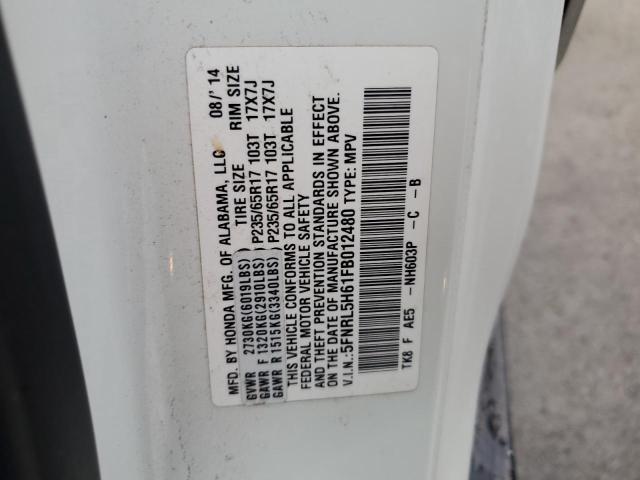 MFD. BY HONDA MFG. OF ALABAMA, LLC 08/'14
TIRE SIZE RIM SIZE
GVWR 2730KG(6019LBS)
GAWR F 1320KG(2910LBS) P235/65R17 103T 17X7J
GAWR R 1515KG(3340LBS) P235/65R17 103T 17X7J
THIS VEHICLE CONFORMS TO ALL APPLICABLE
FEDERAL MOTOR VEHICLE SAFETY
AND THEFT PREVENTION STANDARDS IN EFFECT
ON THE DATE OF MANUFACTURE SHOWN ABOVE.
V.I.N.:5FNRL5H61FB012480 TYPE: MPV
TK8 F AE5 -NH603P -C -B